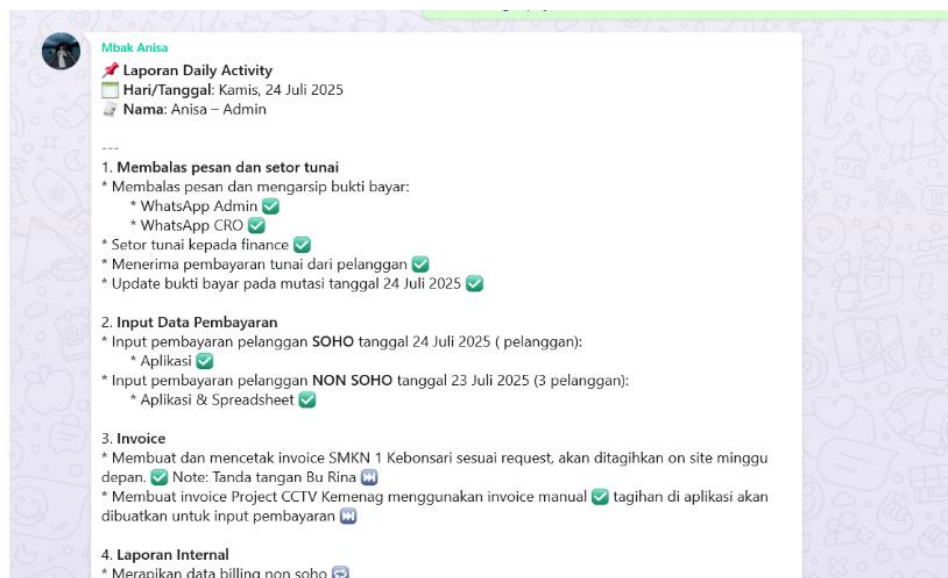 Mbak Anisa
📌 Laporan Daily Activity
🗓️ Hari/Tanggal: Kamis, 24 Juli 2025
🧾 Nama: Anisa – Admin
---
1. Membalas pesan dan setor tunai
* Membalas pesan dan mengarsip bukti bayar:
* WhatsApp Admin ✅
* WhatsApp CRO ✅
* Setor tunai kepada finance ✅
* Menerima pembayaran tunai dari pelanggan ✅
* Update bukti bayar pada mutasi tanggal 24 Juli 2025 ✅
2. Input Data Pembayaran
* Input pembayaran pelanggan SOHO tanggal 24 Juli 2025 ( pelanggan):
* Aplikasi ✅
* Input pembayaran pelanggan NON SOHO tanggal 23 Juli 2025 (3 pelanggan):
* Aplikasi & Spreadsheet ✅
3. Invoice
* Membuat dan mencetak invoice SMKN 1 Kebonsari sesuai request, akan ditagihkan on site minggu
depan. ✅ Note: Tanda tangan Bu Rina ⏭️
* Membuat invoice Project CCTV Kemenag menggunakan invoice manual ✅ tagihan di aplikasi akan
dibuatkan untuk input pembayaran ⏭️
4. Laporan Internal
* Merapikan data billing non soho 🔁